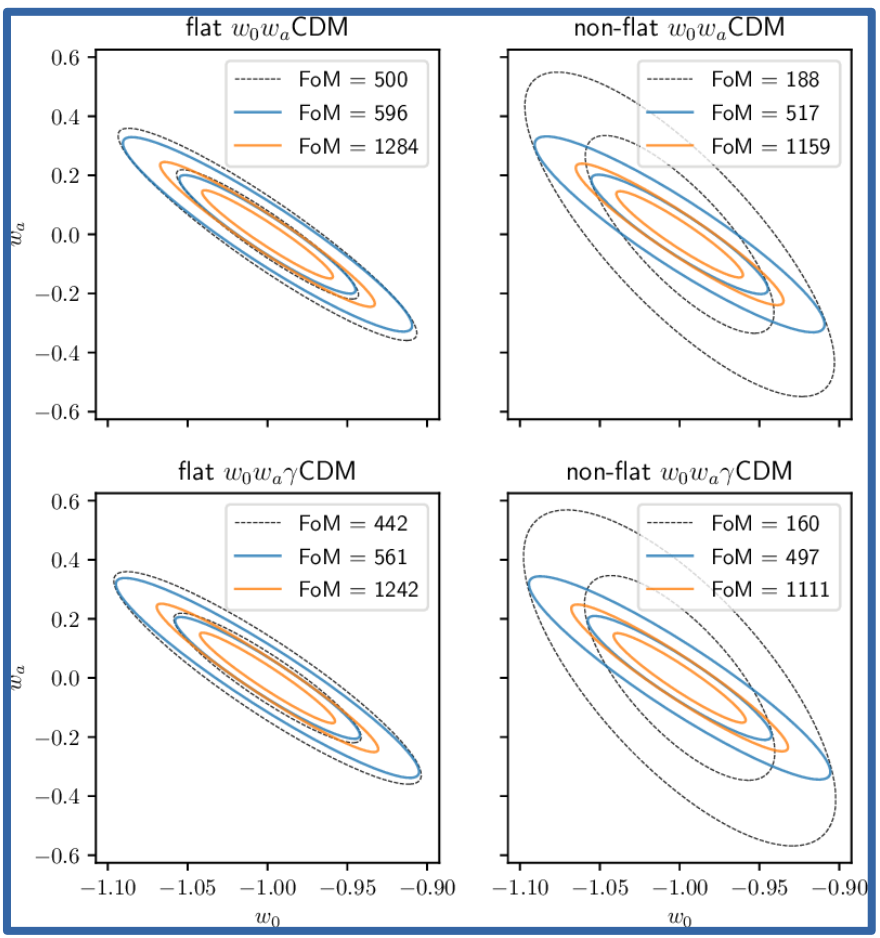 flat w₀wₐCDM
non-flat w₀wₐCDM
0.6
0.4
0.2
0.0
−0.2
−0.4
−0.6
wₐ
FoM = 500
FoM = 596
FoM = 1284
FoM = 188
FoM = 517
FoM = 1159
flat w₀wₐγCDM
non-flat w₀wₐγCDM
0.6
0.4
0.2
0.0
−0.2
−0.4
−0.6
wₐ
FoM = 442
FoM = 561
FoM = 1242
FoM = 160
FoM = 497
FoM = 1111
−1.10 −1.05 −1.00 −0.95 −0.90
−1.10 −1.05 −1.00 −0.95 −0.90
w₀
w₀